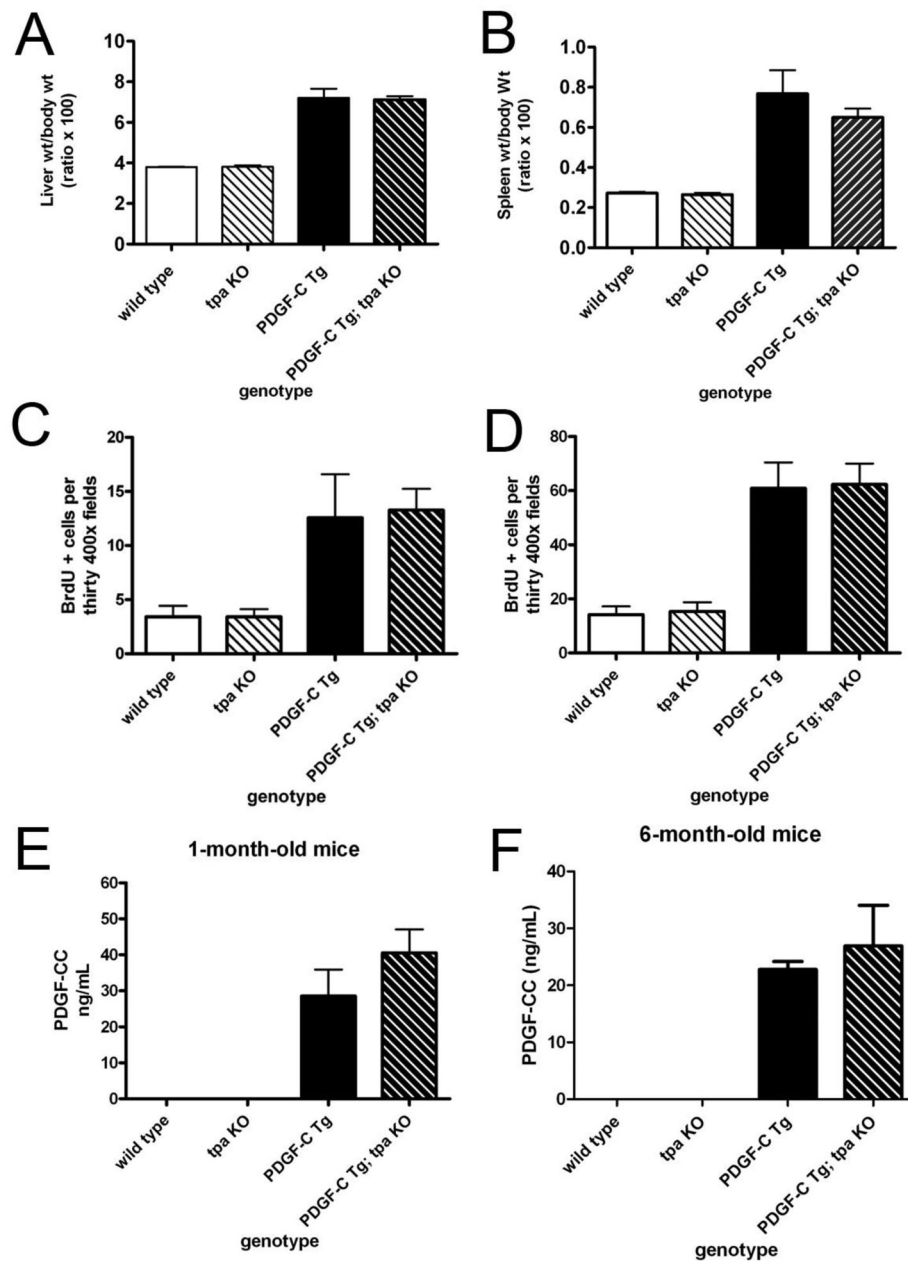 A
Liver wt/body wt
(ratio x 100)
10
8
6
4
2
0
wild type
tpa KO
PDGF-C Tg
PDGF-C Tg; tpa KO
genotype
B
Spleen wt/body Wt
(ratio x 100)
1.0
0.8
0.6
0.4
0.2
0.0
wild type
tpa KO
PDGF-C Tg
PDGF-C Tg; tpa KO
genotype
C
BrdU + cells per
thirty 400x fields
20
15
10
5
0
wild type
tpa KO
PDGF-C Tg
PDGF-C Tg; tpa KO
genotype
D
BrdU + cells per
thirty 400x fields
80
60
40
20
0
wild type
tpa KO
PDGF-C Tg
PDGF-C Tg; tpa KO
genotype
E
1-month-old mice
PDGF-CC
ng/mL
60
50
40
30
20
10
0
wild type
tpa KO
PDGF-C Tg
PDGF-C Tg; tpa KO
genotype
F
6-month-old mice
PDGF-CC (ng/mL)
40
30
20
10
0
wild type
tpa KO
PDGF-C Tg
PDGF-C Tg; tpa KO
genotype